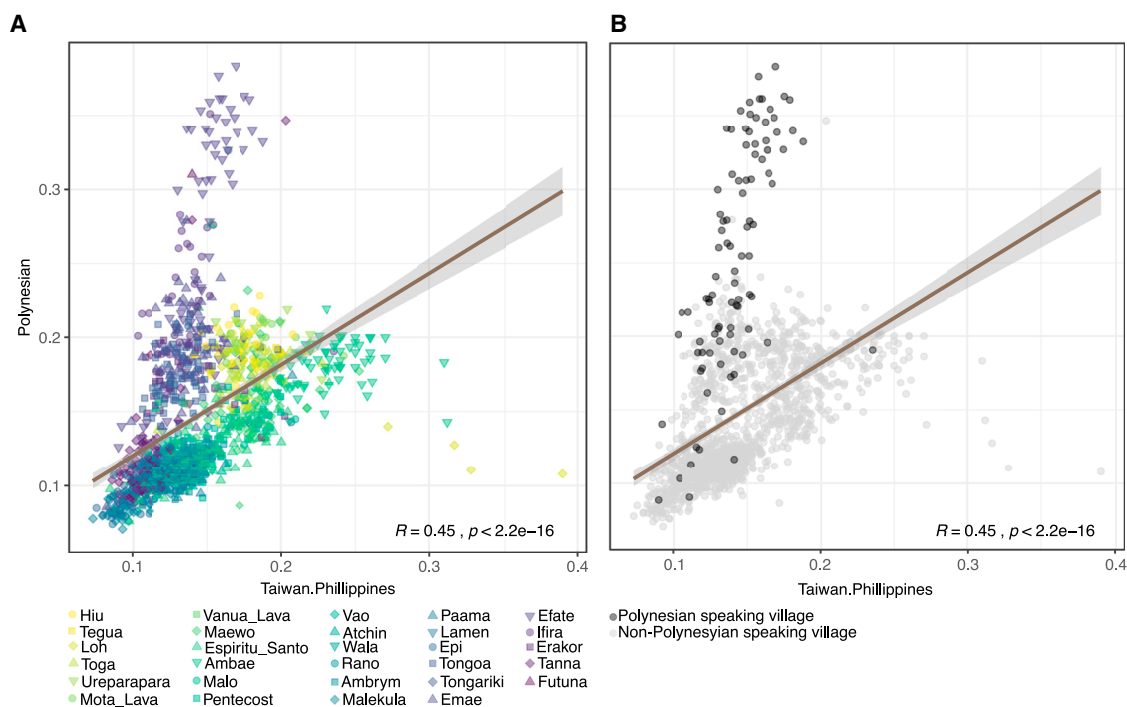 A
B
Polynesian
0.3
0.2
0.1
R = 0.45 , p < 2.2e−16
R = 0.45 , p < 2.2e−16
0.1 0.2 0.3 0.4
0.1 0.2 0.3 0.4
Taiwan.Phillippines
Taiwan.Phillippines
Hiu Vanua_Lava Vao Paama Efate
Tegua Maewo Atchin Lamen Ifira
Loh Espiritu_Santo Wala Epi Erakor
Toga Ambae Rano Tongoa Tanna
Ureparapara Malo Ambrym Tongariki Futuna
Mota_Lava Pentecost Malekula Emae
Polynesian speaking village
Non-Polynesyian speaking village